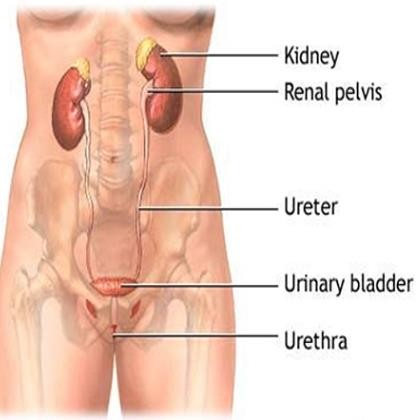 Kidney
Renal pelvis
Ureter
Urinary bladder
Urethra